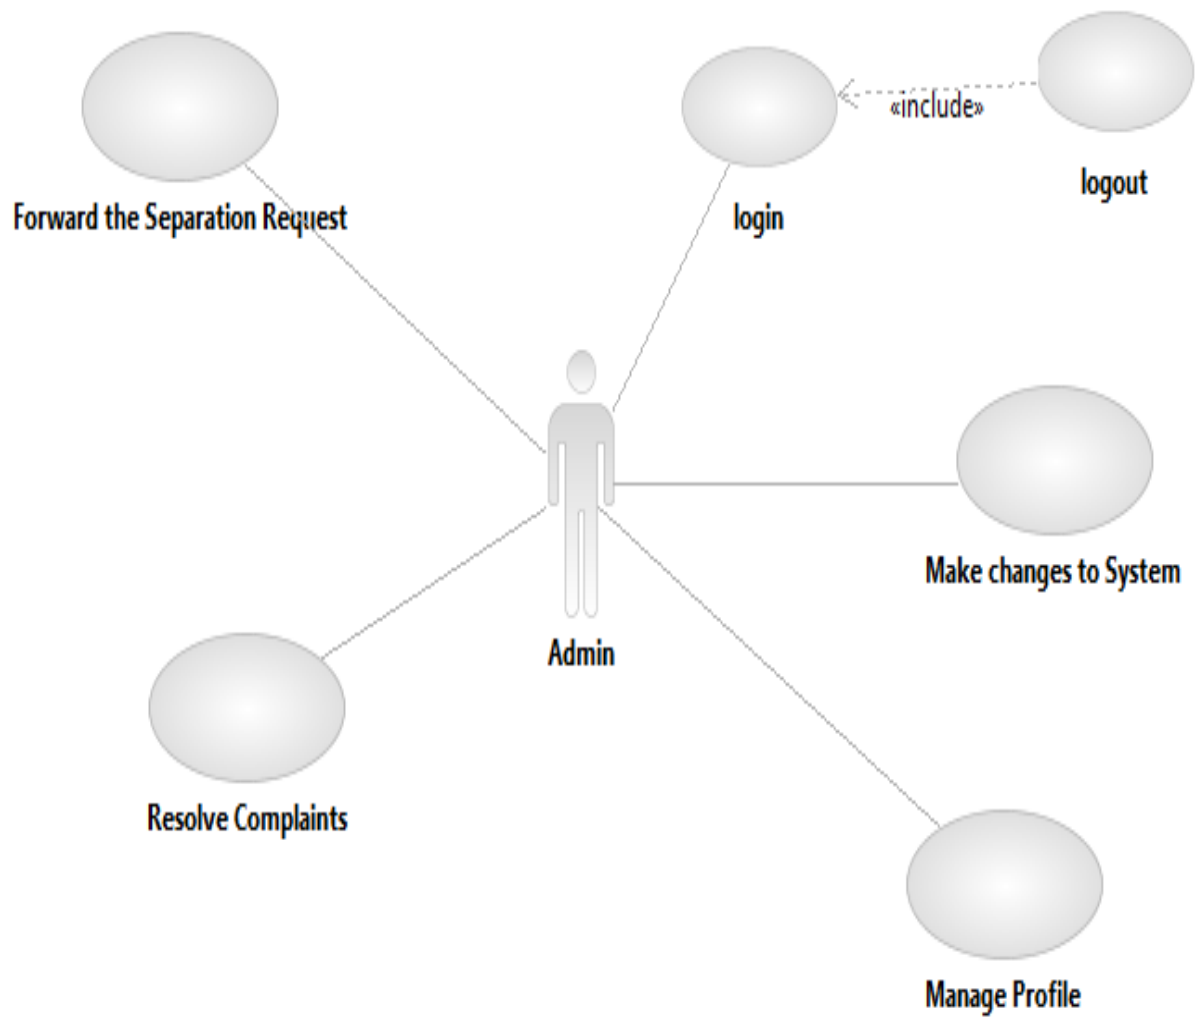 «include»
logout
Forward the Separation Request
login
Make changes to System
Admin
Resolve Complaints
Manage Profile